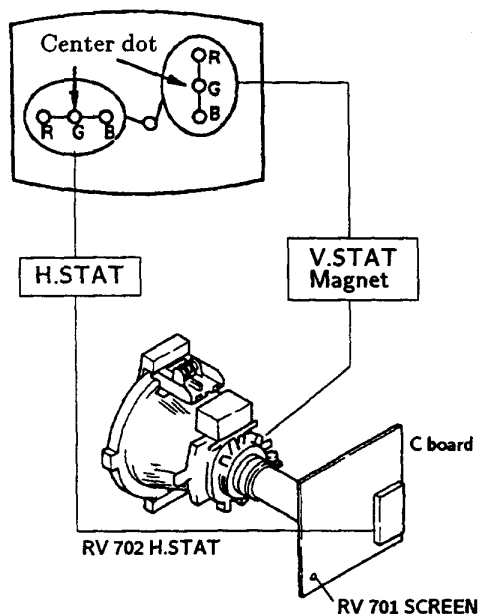 Center dot
R
G
B
R G B
H.STAT
V.STAT
Magnet
C board
RV 702 H.STAT
RV 701 SCREEN